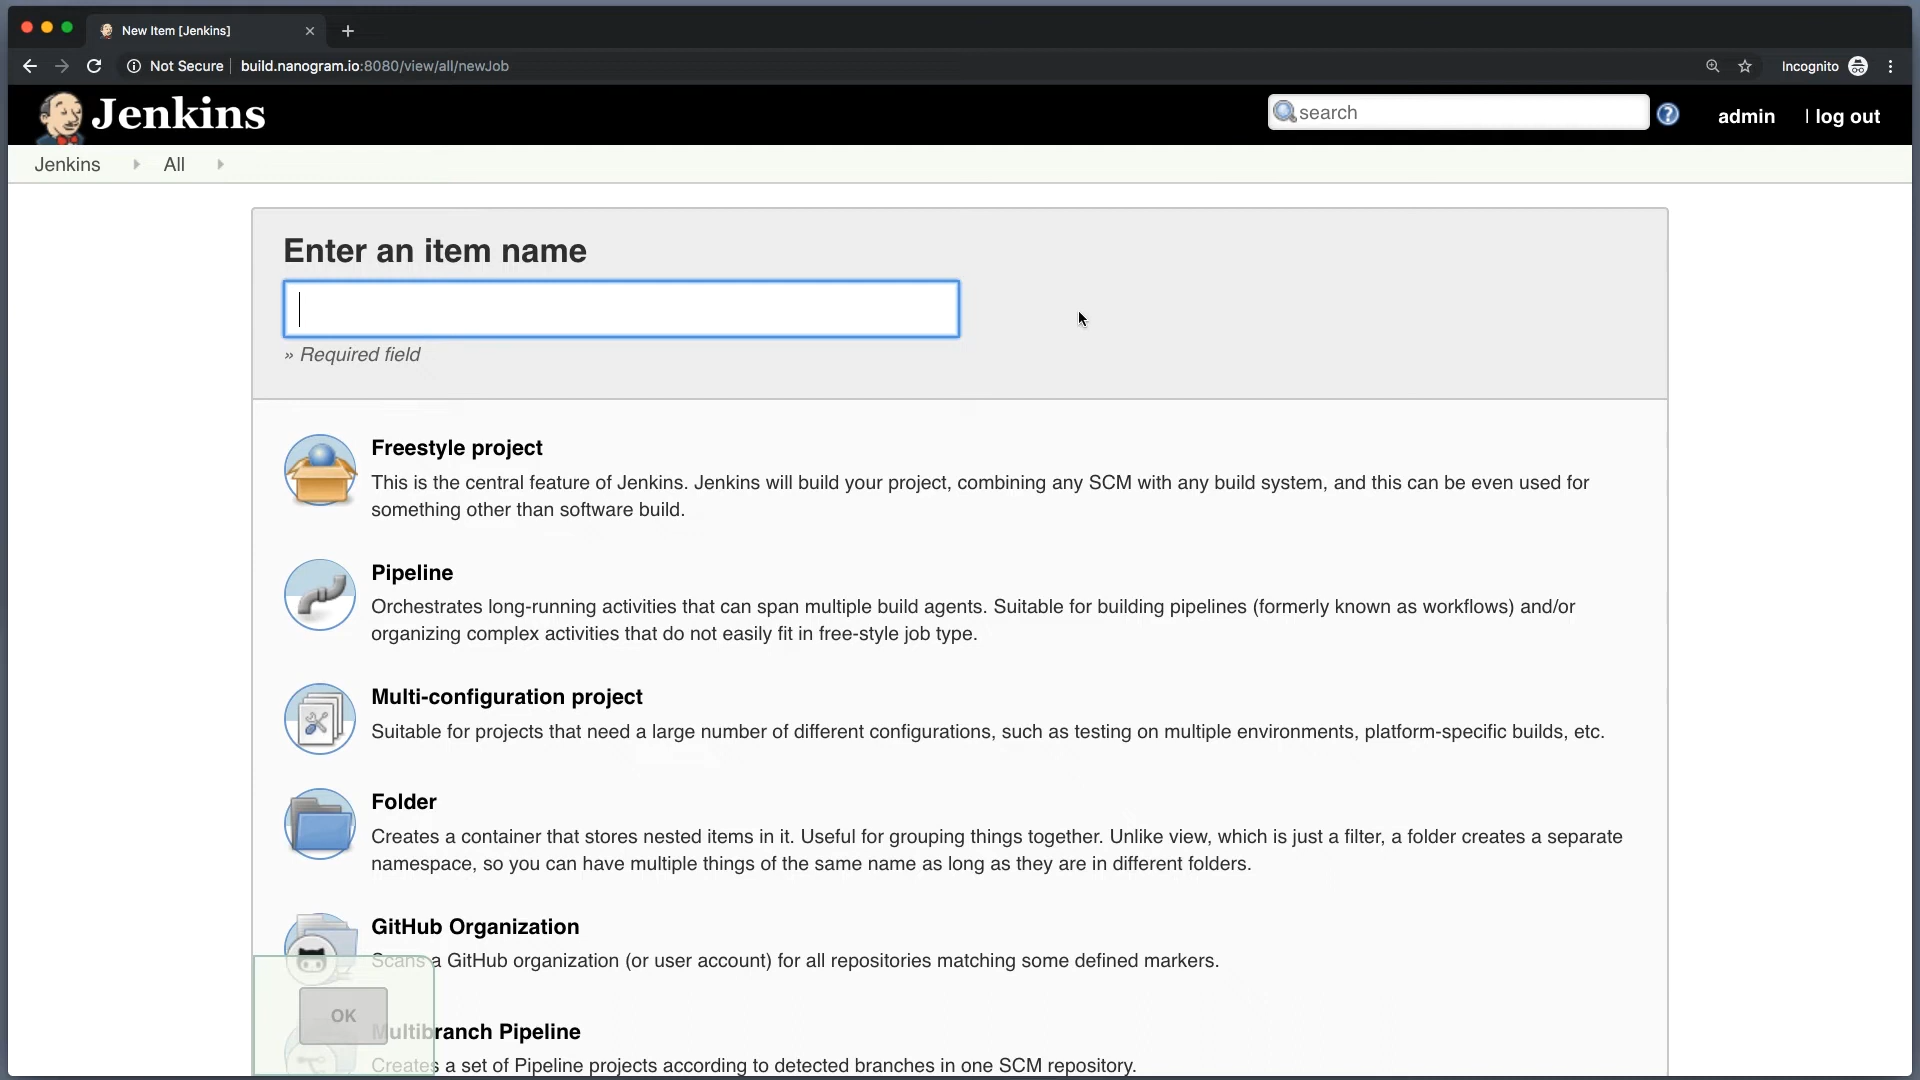 New Item [Jenkins]
Not Secure
build.nanogram.io:8080/view/all/newJob
Incognito
Jenkins
search
admin
| log out
Jenkins
All
Enter an item name
» Required field
Freestyle project
This is the central feature of Jenkins. Jenkins will build your project, combining any SCM with any build system, and this can be even used for
something other than software build.
Pipeline
Orchestrates long-running activities that can span multiple build agents. Suitable for building pipelines (formerly known as workflows) and/or
organizing complex activities that do not easily fit in free-style job type.
Multi-configuration project
Suitable for projects that need a large number of different configurations, such as testing on multiple environments, platform-specific builds, etc.
Folder
Creates a container that stores nested items in it. Useful for grouping things together. Unlike view, which is just a filter, a folder creates a separate
namespace, so you can have multiple things of the same name as long as they are in different folders.
GitHub Organization
Scans a GitHub organization (or user account) for all repositories matching some defined markers.
OK
Multibranch Pipeline
Creates a set of Pipeline projects according to detected branches in one SCM repository.